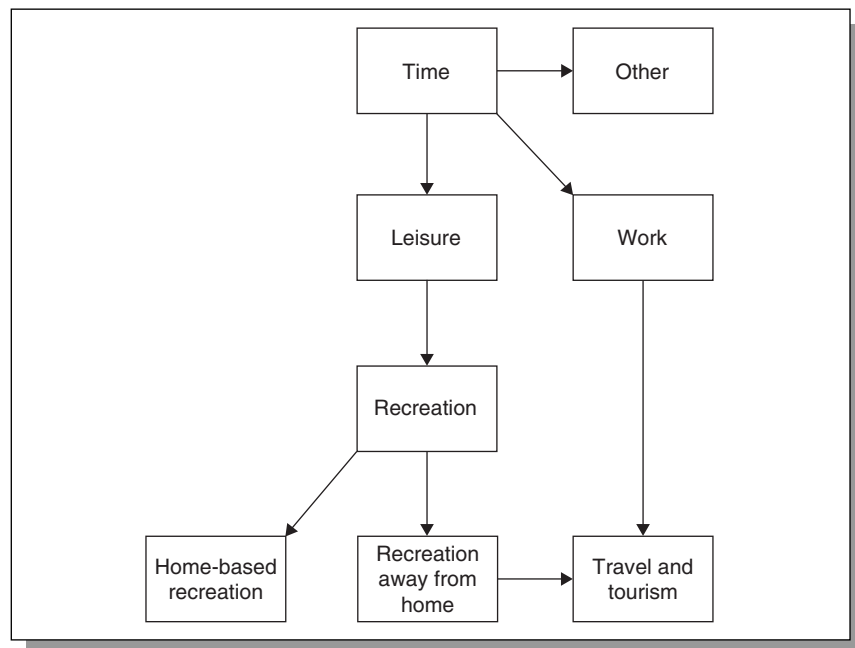 Time
Other
Leisure
Work
Recreation
Home-based
recreation
Recreation
away from
home
Travel and
tourism